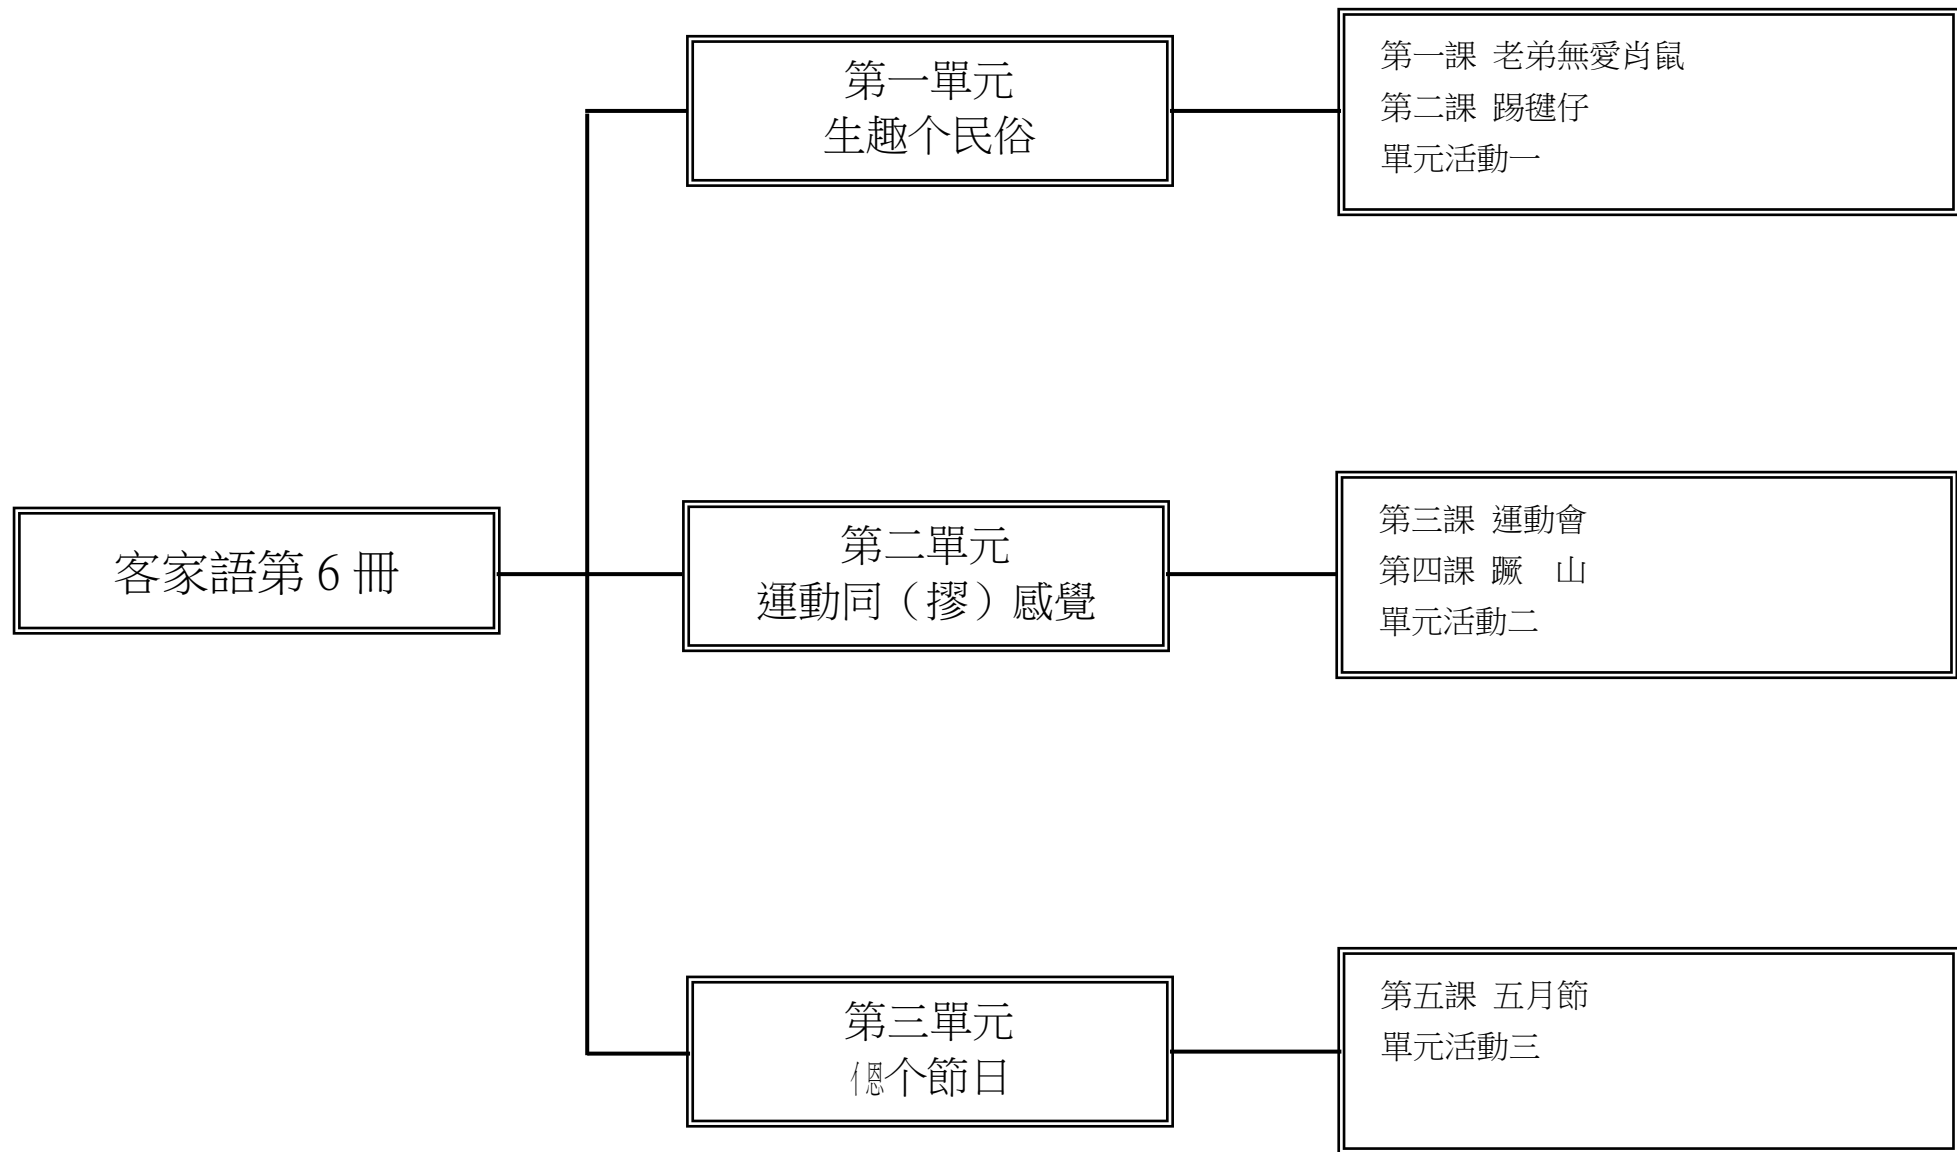 客家語第6冊
第一單元
生趣个民俗
第一課 老弟無愛肖鼠
第二課 踢毽仔
單元活動一
第二單元
運動同（摎）感覺
第三課 運動會
第四課 蹶　山
單元活動二
第三單元
亻恩个節日
第五課 五月節
單元活動三